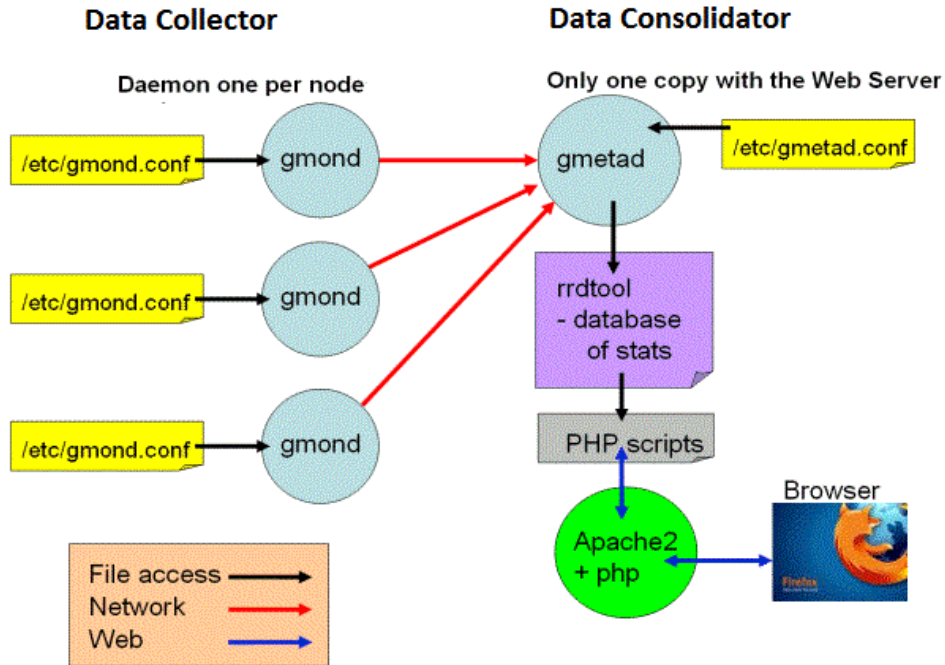 Data Collector
Data Consolidator
Daemon one per node
Only one copy with the Web Server
/etc/gmond.conf
gmond
gmetad
/etc/gmetad.conf
/etc/gmond.conf
gmond
rrdtool
- database
of stats
/etc/gmond.conf
gmond
PHP scripts
Browser
Apache2
+ php
Firefox
File access
Network
Web